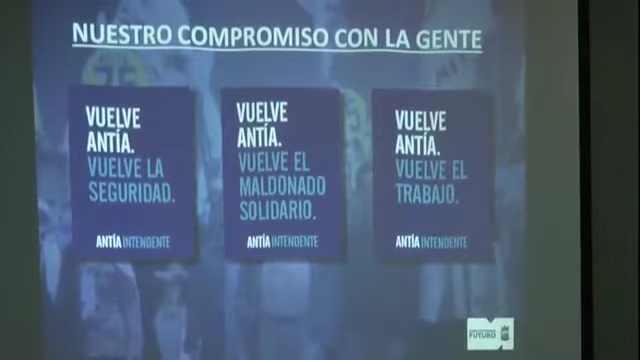 NUESTRO COMPROMISO CON LA GENTE
VUELVE
ANTÍA.
VUELVE LA
SEGURIDAD.
ANTÍA INTENDENTE
VUELVE
ANTÍA.
VUELVE EL
MALDONADO
SOLIDARIO.
ANTÍA INTENDENTE
VUELVE
ANTÍA.
VUELVE EL
TRABAJO.
ANTÍA INTENDENTE
FUTURO